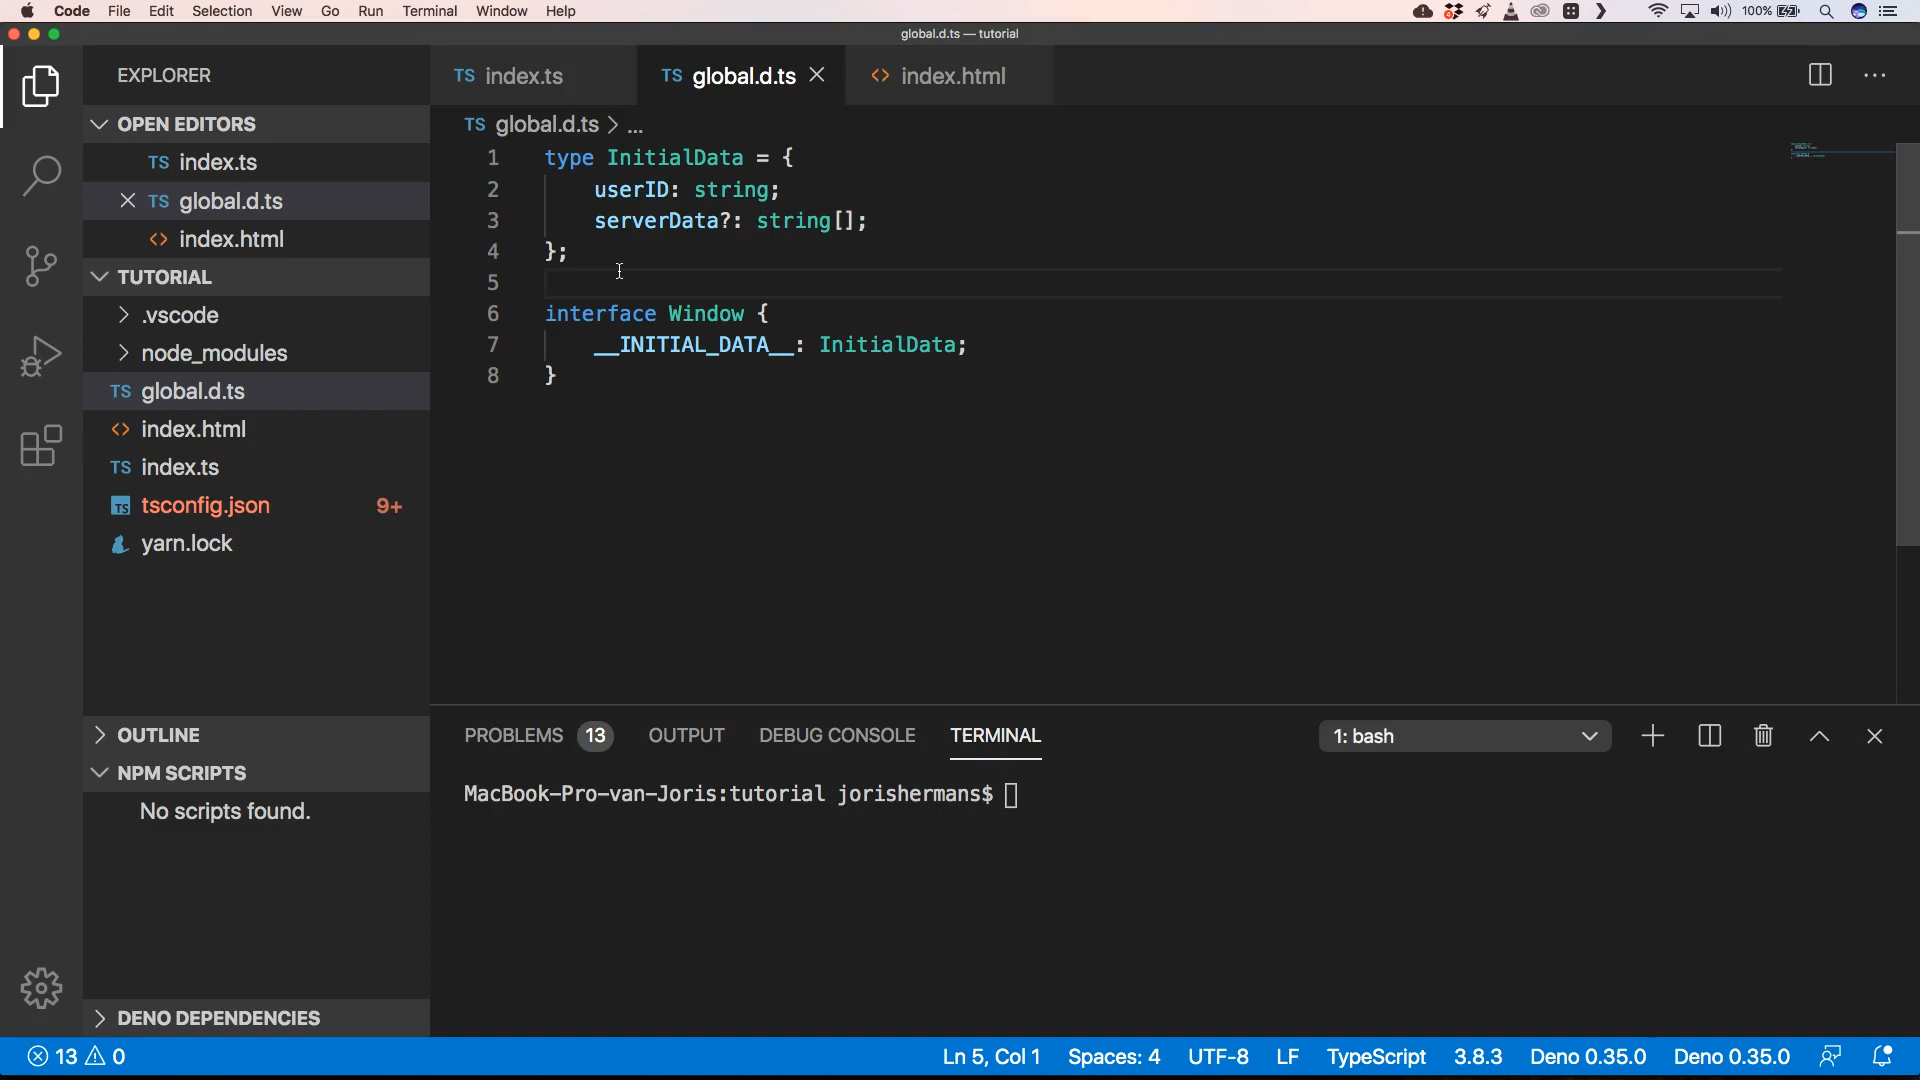 Code File Edit Selection View Go Run Terminal Window Help
4
100%
global.d.ts — tutorial
EXPLORER
OPEN EDITORS
TS index.ts
TS global.d.ts
<> index.html
TUTORIAL
.vscode
node_modules
TS global.d.ts
<> index.html
TS index.ts
TS tsconfig.json 9+
yarn.lock
OUTLINE
NPM SCRIPTS
No scripts found.
DENO DEPENDENCIES
TS index.ts
TS global.d.ts
<> index.html
TS global.d.ts > ...
1 type InitialData = {
2 userID: string;
3 serverData?: string[];
4 };
5
6 interface Window {
7 __INITIAL_DATA__: InitialData;
8 }
PROBLEMS 13 OUTPUT DEBUG CONSOLE TERMINAL
1: bash
MacBook-Pro-van-Joris:tutorial jorishermans$
13 0
Ln 5, Col 1 Spaces: 4 UTF-8 LF TypeScript 3.8.3 Deno 0.35.0 Deno 0.35.0